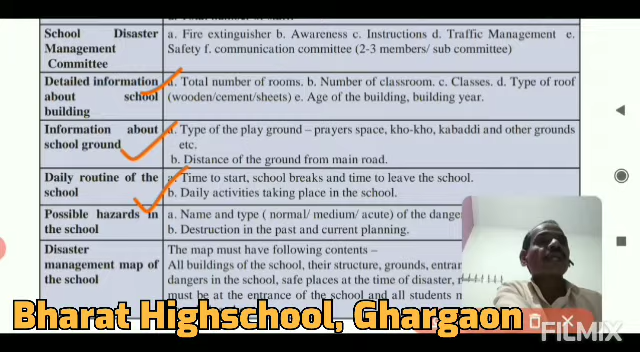 School Disaster Management Committee
a. Fire extinguisher b. Awareness c. Instructions d. Traffic Management e. Safety f. communication committee (2-3 members/ sub committee)
Detailed information about school building
a. Total number of rooms. b. Number of classroom. c. Classes. d. Type of roof (wooden/cement/sheets) e. Age of the building, building year.
Information about school ground
a. Type of the play ground – prayers space, kho-kho, kabaddi and other grounds etc.
b. Distance of the ground from main road.
Daily routine of the school
a. Time to start, school breaks and time to leave the school.
b. Daily activities taking place in the school.
Possible hazards in the school
a. Name and type ( normal/ medium/ acute) of the
b. Destruction in the past and current planning.
Disaster management map of the school
The map must have following contents –
All buildings of the school, their structure, grounds,
dangers in the school, safe places at the time of disaster,
must be at the entrance of the school and all students
Bharat Highschool, Ghargaon
FILMIX